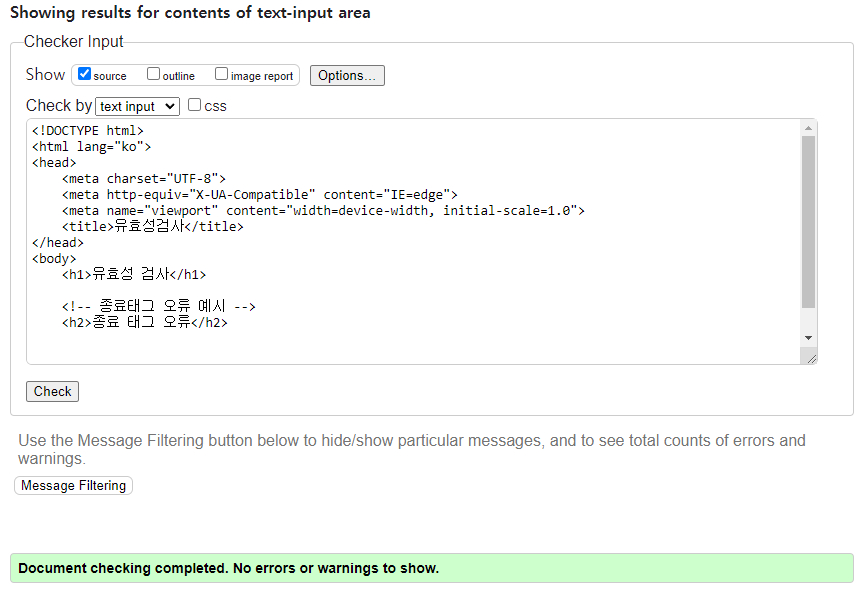 Showing results for contents of text-input area
Checker Input
Show source outline image report Options...
Check by text input css
<!DOCTYPE html>
<html lang="ko">
<head>
    <meta charset="UTF-8">
    <meta http-equiv="X-UA-Compatible" content="IE=edge">
    <meta name="viewport" content="width=device-width, initial-scale=1.0">
    <title>유효성검사</title>
</head>
<body>
    <h1>유효성 검사</h1>
    <!-- 종료태그 오류 예시 -->
    <h2>종료 태그 오류</h2>
Check
Use the Message Filtering button below to hide/show particular messages, and to see total counts of errors and
warnings.
Message Filtering
Document checking completed. No errors or warnings to show.